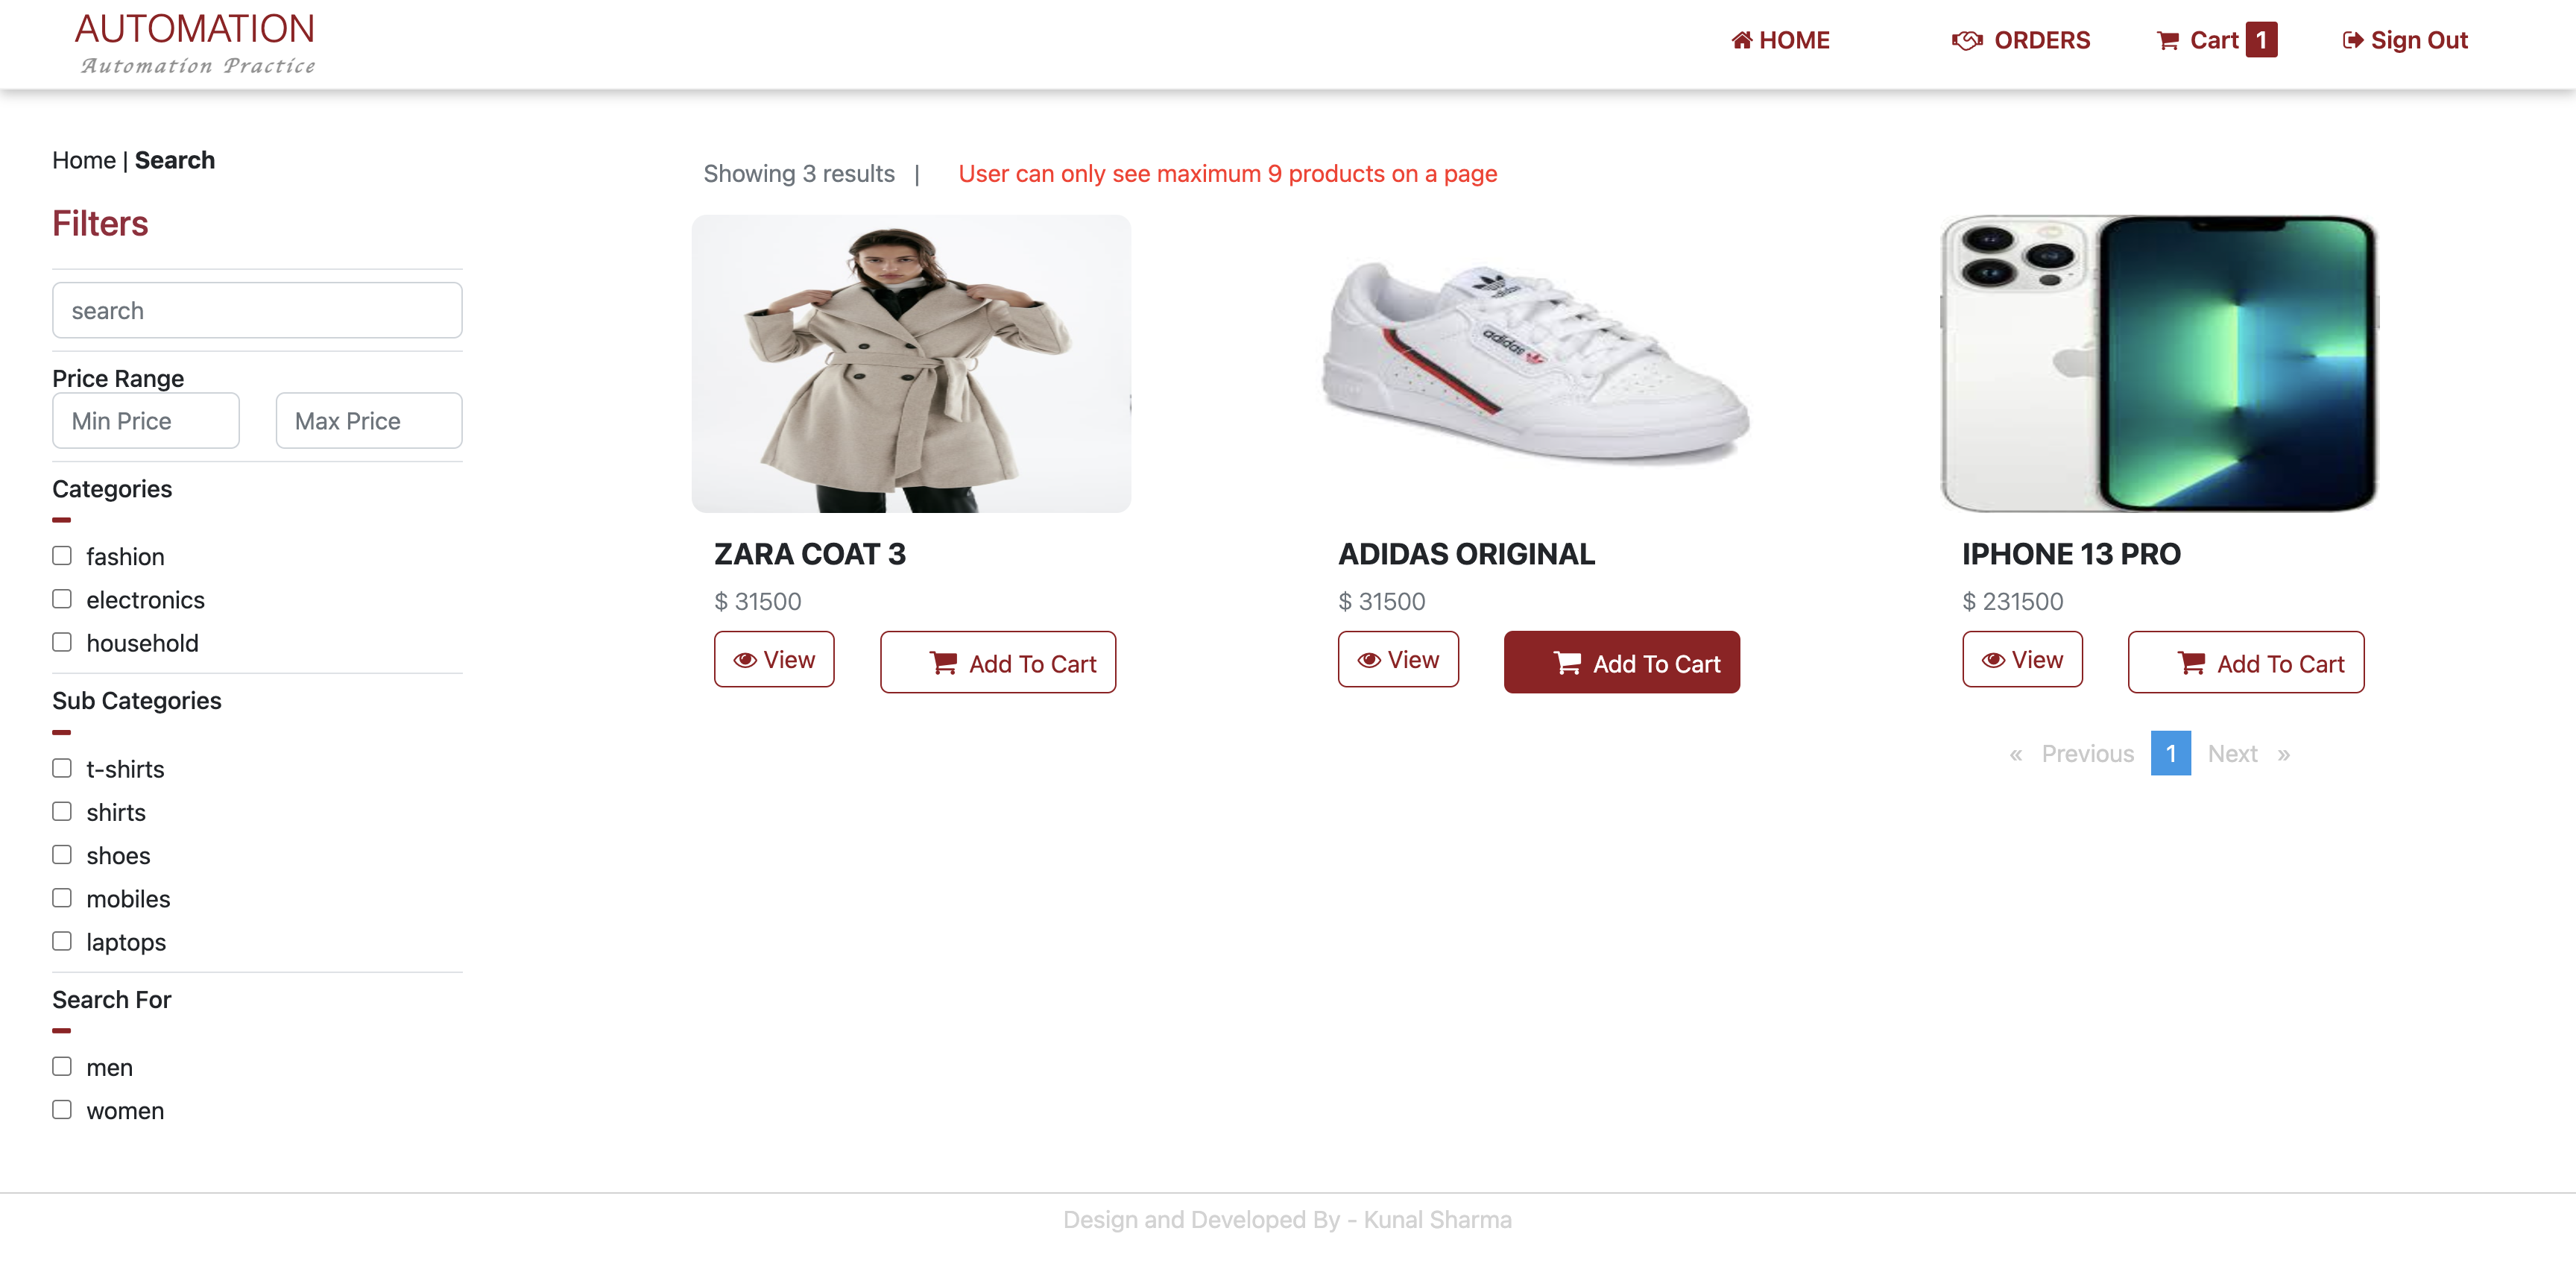 AUTOMATION
Automation Practice
HOME
ORDERS
Cart 1
Sign Out
Home | Search
Filters
search
Price Range
Min Price Max Price
Categories
fashion
electronics
household
Sub Categories
t-shirts
shirts
shoes
mobiles
laptops
Search For
men
women
Showing 3 results |
User can only see maximum 9 products on a page
ZARA COAT 3
$ 31500
View Add To Cart
adidas
adidas
ADIDAS ORIGINAL
$ 31500
View Add To Cart
IPHONE 13 PRO
$ 231500
View Add To Cart
« Previous 1 Next »
Design and Developed By - Kunal Sharma